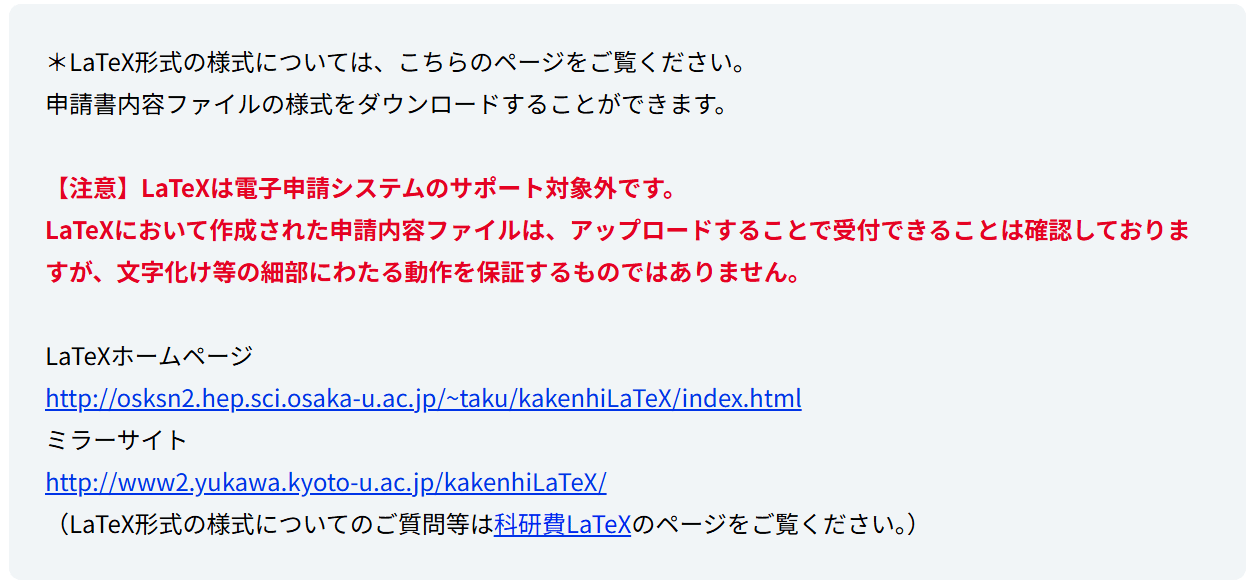 ＊LaTeX形式の様式については、こちらのページをご覧ください。
申請書内容ファイルの様式をダウンロードすることができます。
【注意】LaTeXは電子申請システムのサポート対象外です。
LaTeXにおいて作成された申請内容ファイルは、アップロードすることで受付できることは確認しておりま
すが、文字化け等の細部にわたる動作を保証するものではありません。
LaTeXホームページ
http://osksn2.hep.sci.osaka-u.ac.jp/~taku/kakenhiLaTeX/index.html
ミラーサイト
http://www2.yukawa.kyoto-u.ac.jp/kakenhiLaTeX/
（LaTeX形式の様式についてのご質問等は科研費LaTeXのページをご覧ください。）